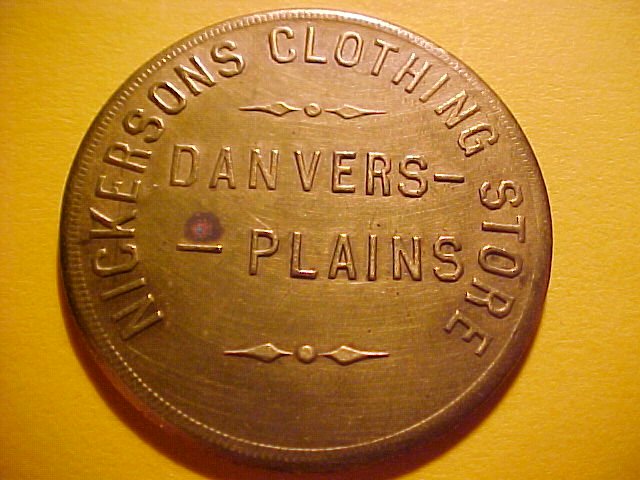 NICKERSONS CLOTHING STORE
DANVERS—
— PLAINS